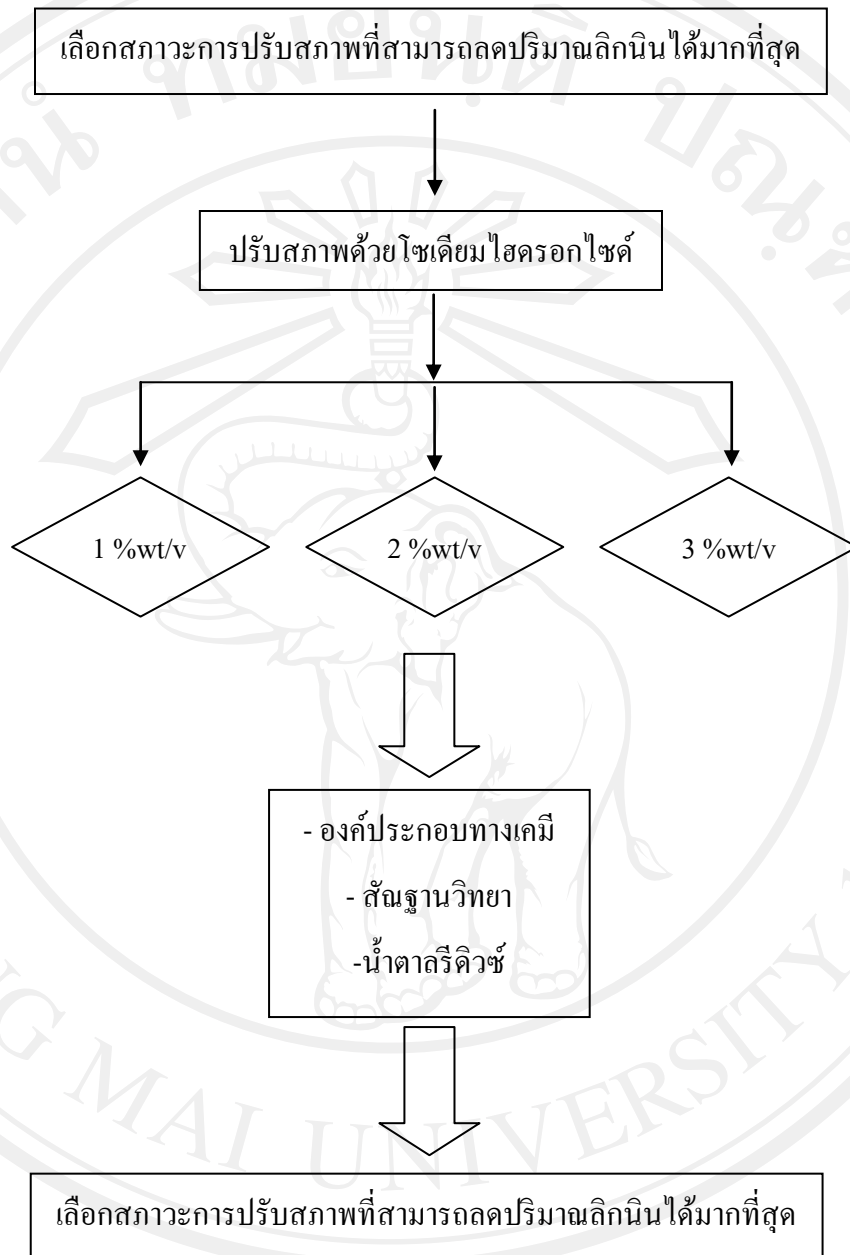 เลือกสภาวะการปรับสภาพที่สามารถลดปริมาณลิกนินได้มากที่สุด
ปรับสภาพด้วยโซเดียมไฮดรอกไซด์
1 %wt/v
2 %wt/v
3 %wt/v
- องค์ประกอบทางเคมี
- สัณฐานวิทยา
-น้ำตาลรีดิวซ์
เลือกสภาวะการปรับสภาพที่สามารถลดปริมาณลิกนินได้มากที่สุด
MAI UNIVERSITY